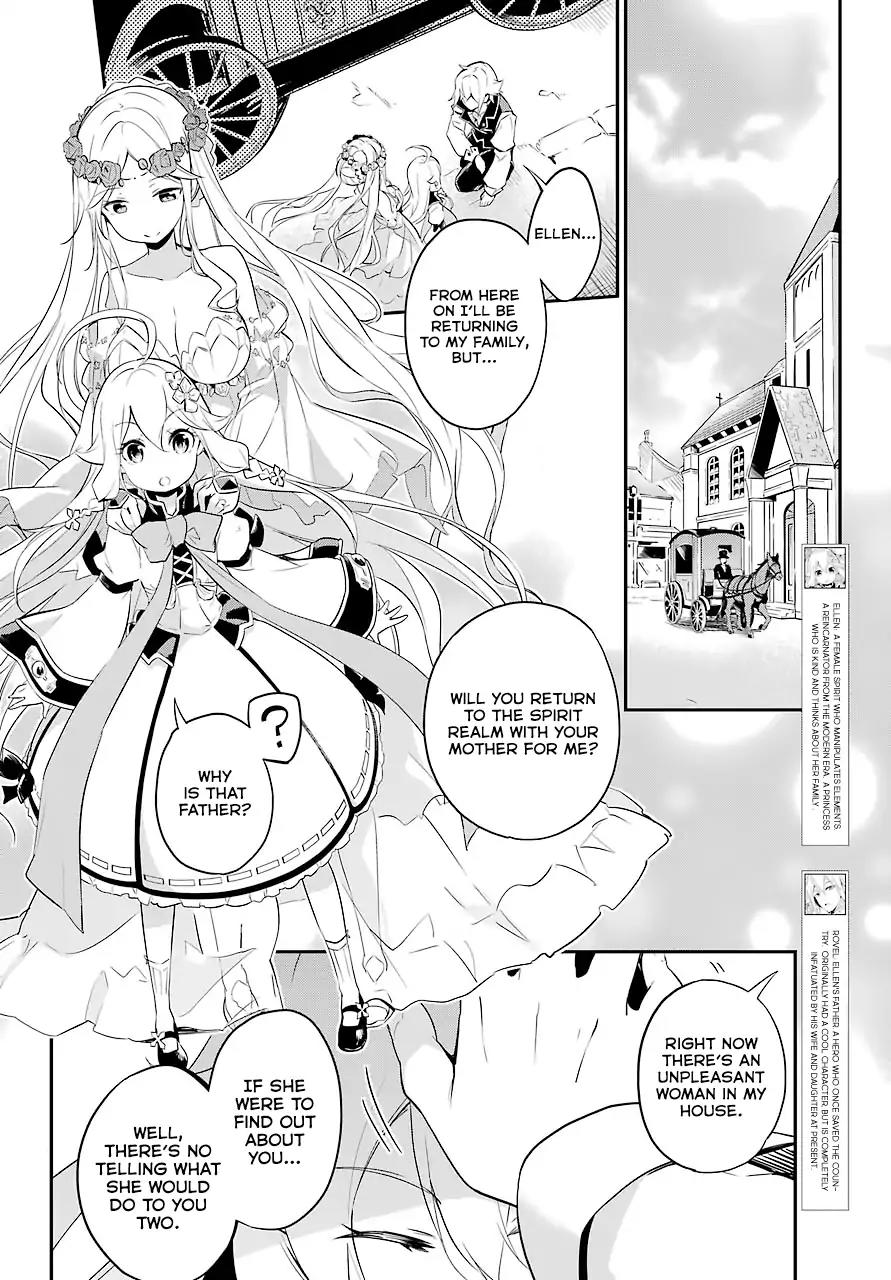 ELLEN...
FROM HERE
ON I'LL BE
RETURNING
TO MY FAMILY,
BUT...
WILL YOU RETURN
TO THE SPIRIT
REALM WITH YOUR
MOTHER FOR ME?
?
WHY
IS THAT
FATHER?
ELLEN: A FEMALE SPIRIT WHO MANIPULATES ELEMENTS.
A REINCARNATOR FROM THE MODERN ERA. A PRINCESS
WHO IS KIND AND THINKS ABOUT HER FAMILY.
ROVEL: ELLEN'S FATHER. A HERO WHO ONCE SAVED THE COUN-
TRY. ORIGINALLY HAD A COOL CHARACTER, BUT IS COMPLETELY
INFATUATED BY HIS WIFE AND DAUGHTER AT PRESENT.
RIGHT NOW
THERE'S AN
UNPLEASANT
WOMAN IN MY
HOUSE.
IF SHE
WERE TO
FIND OUT
ABOUT
YOU...
WELL,
THERE'S NO
TELLING WHAT
SHE WOULD
DO TO YOU
TWO.